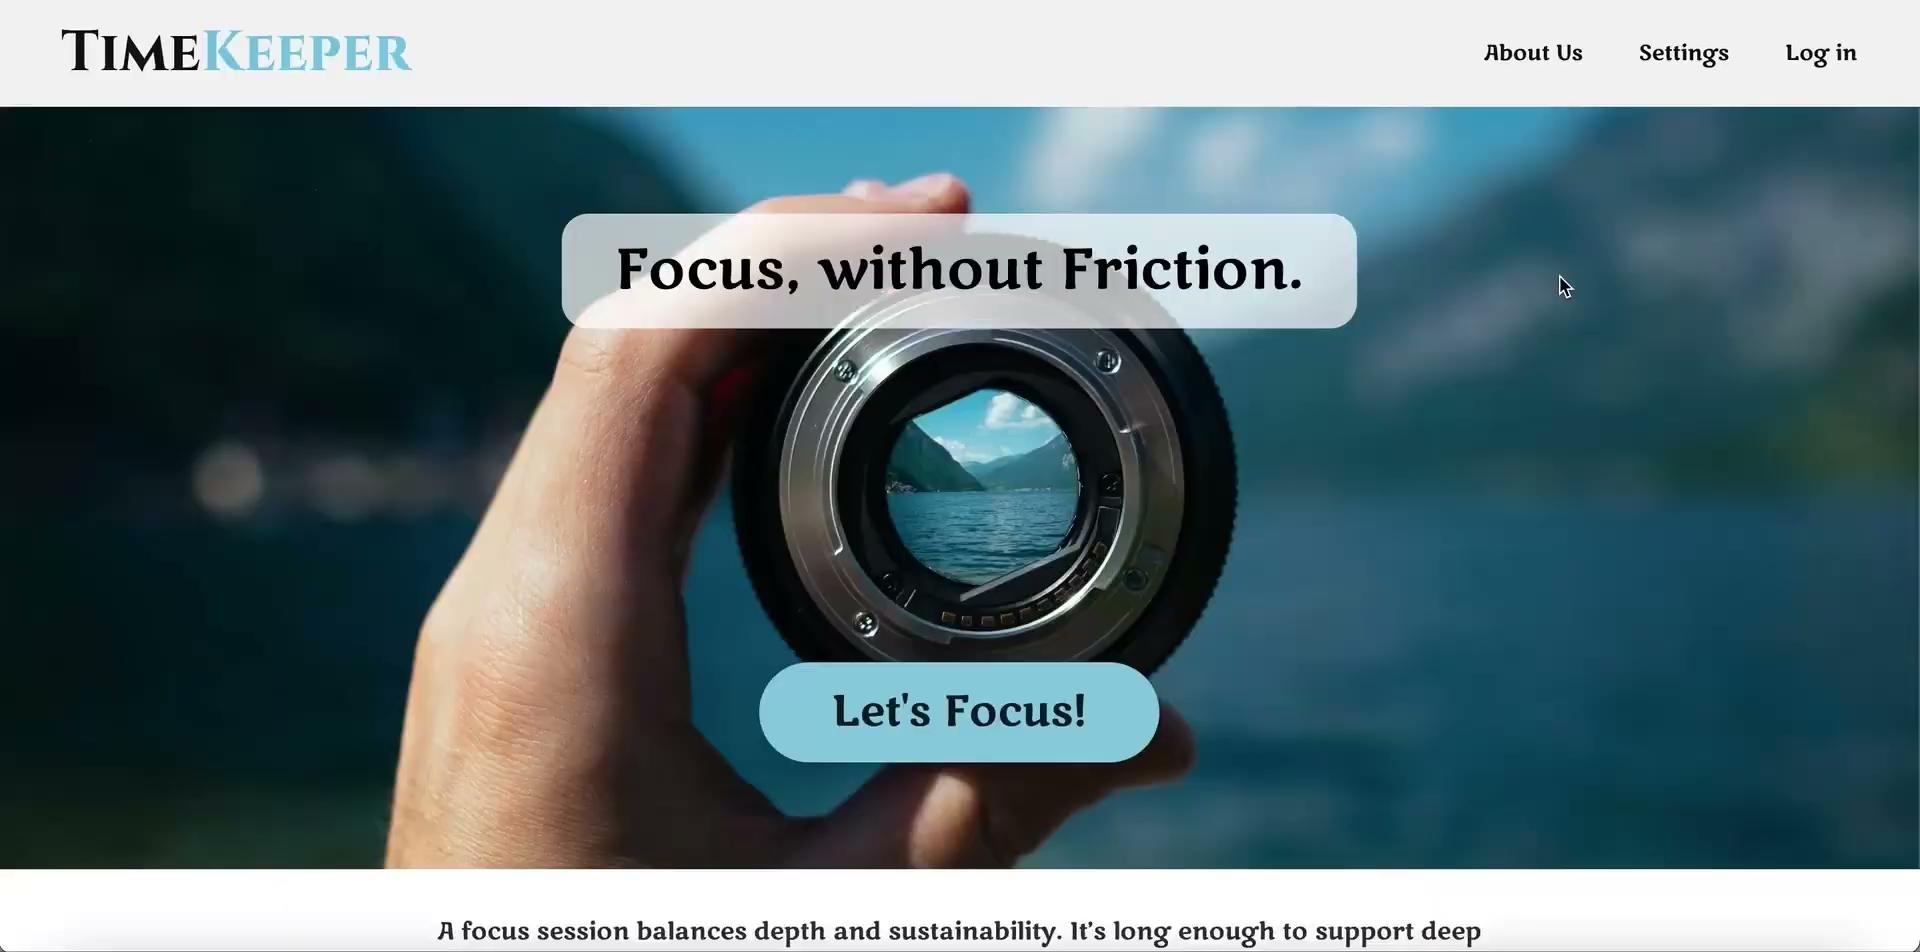 TIMEKEEPER
About Us
Settings
Log in
Focus, without Friction.
Let's Focus!
A focus session balances depth and sustainability. It's long enough to support deep